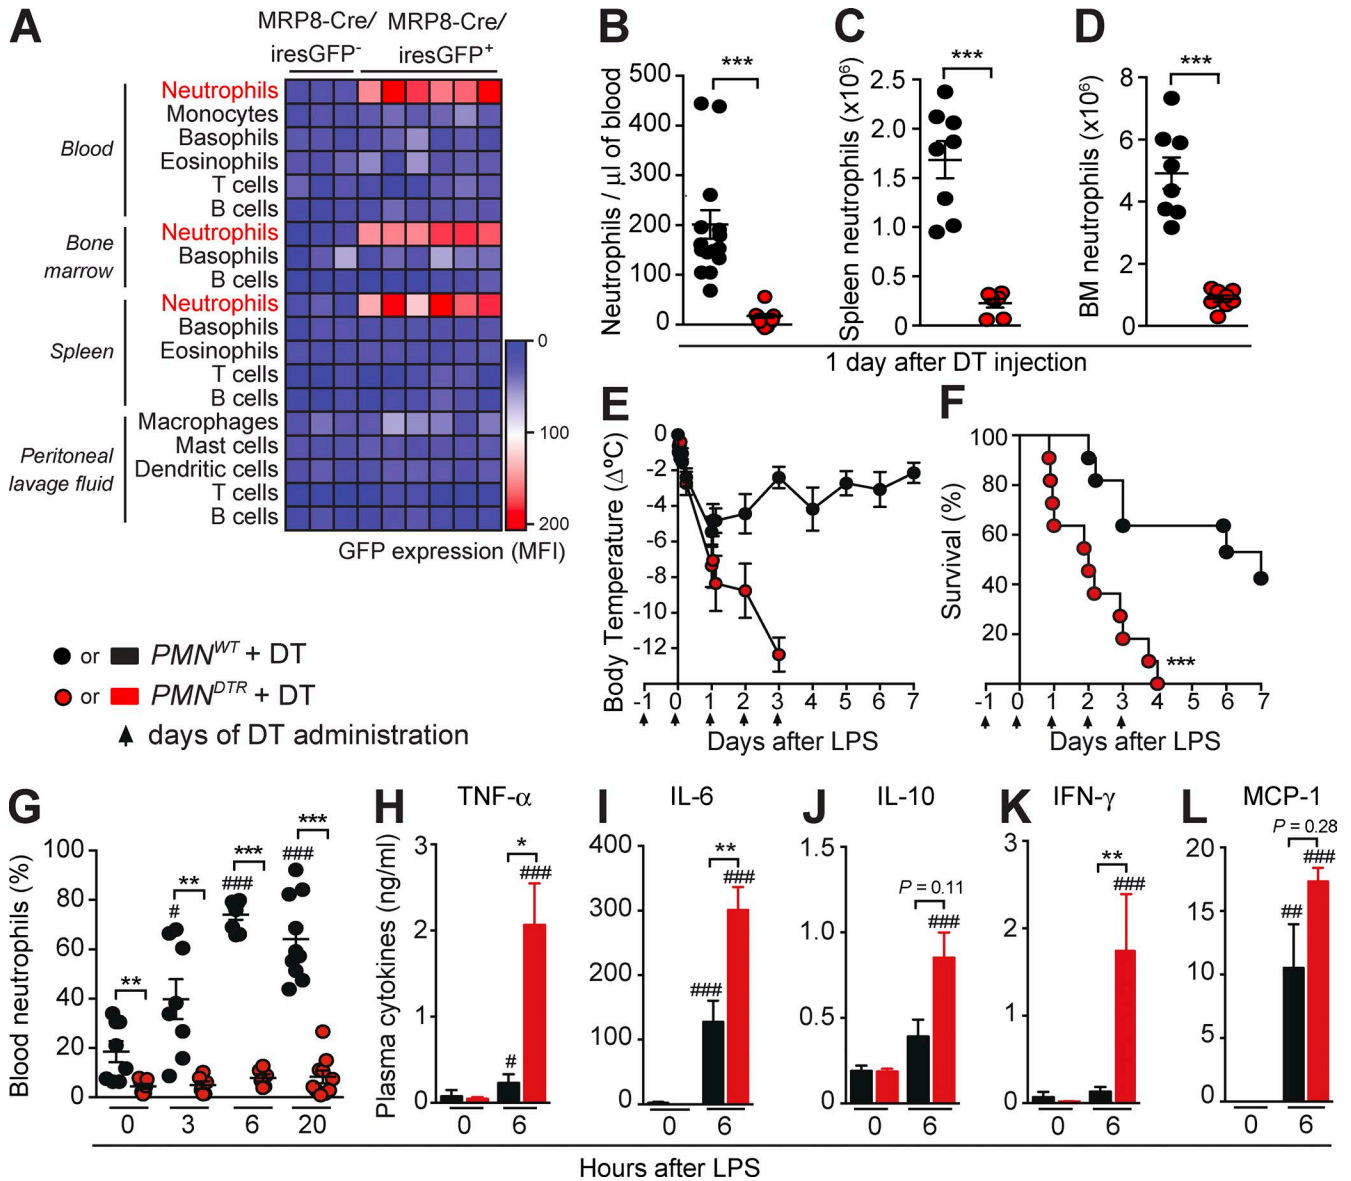 A
MRP8-Cre/ MRP8-Cre/
iresGFP- iresGFP+
Blood
Neutrophils
Monocytes
Basophils
Eosinophils
T cells
B cells
Bone
marrow
Neutrophils
Basophils
B cells
Spleen
Neutrophils
Basophils
Eosinophils
T cells
B cells
Peritoneal
lavage fluid
Macrophages
Mast cells
Dendritic cells
T cells
B cells
0
100
200
GFP expression (MFI)
B
Neutrophils / µl of blood
500
400
300
200
100
0
***
C
Spleen neutrophils (x10⁶)
2.5
2.0
1.5
1.0
0.5
0
***
D
BM neutrophils (x10⁶)
8
6
4
2
0
***
1 day after DT injection
or PMN^WT + DT
or PMN^DTR + DT
days of DT administration
E
Body Temperature (Δ°C)
0
-2
-4
-6
-8
-10
-12
-1 0 1 2 3 4 5 6 7
Days after LPS
F
Survival (%)
100
80
60
40
20
***
-1 0 1 2 3 4 5 6 7
Days after LPS
G
Blood neutrophils (%)
100
80
60
40
20
0
**
# **
### ***
### ***
0 3 6 20
H
TNF-α
Plasma cytokines (ng/ml)
3
2
1
0
*
###
#
0 6
I
IL-6
400
300
200
100
0
**
###
###
0 6
J
IL-10
1.5
1.0
0.5
0
P = 0.11
###
0 6
K
IFN-γ
3
2
1
0
**
###
0 6
L
MCP-1
20
15
10
5
0
P = 0.28
###
##
0 6
Hours after LPS